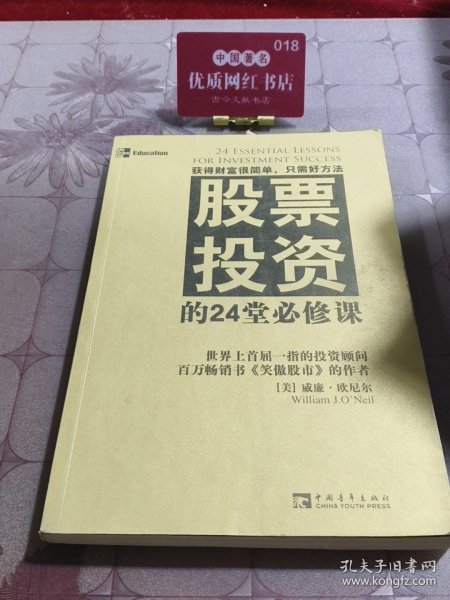 018
中国著名
优质网红书店
古今文献书店
Education
24 ESSENTIAL LESSONS
FOR INVESTMENT SUCCESS
获得财富很简单，只需好方法
股票
投资
的24堂必修课
世界上首屈一指的投资顾问
百万畅销书《笑傲股市》的作者
[美] 威廉·欧尼尔
William J.O'Neil
中国青年出版社
CHINA YOUTH PRESS
孔夫子旧书网
www.kongfz.com